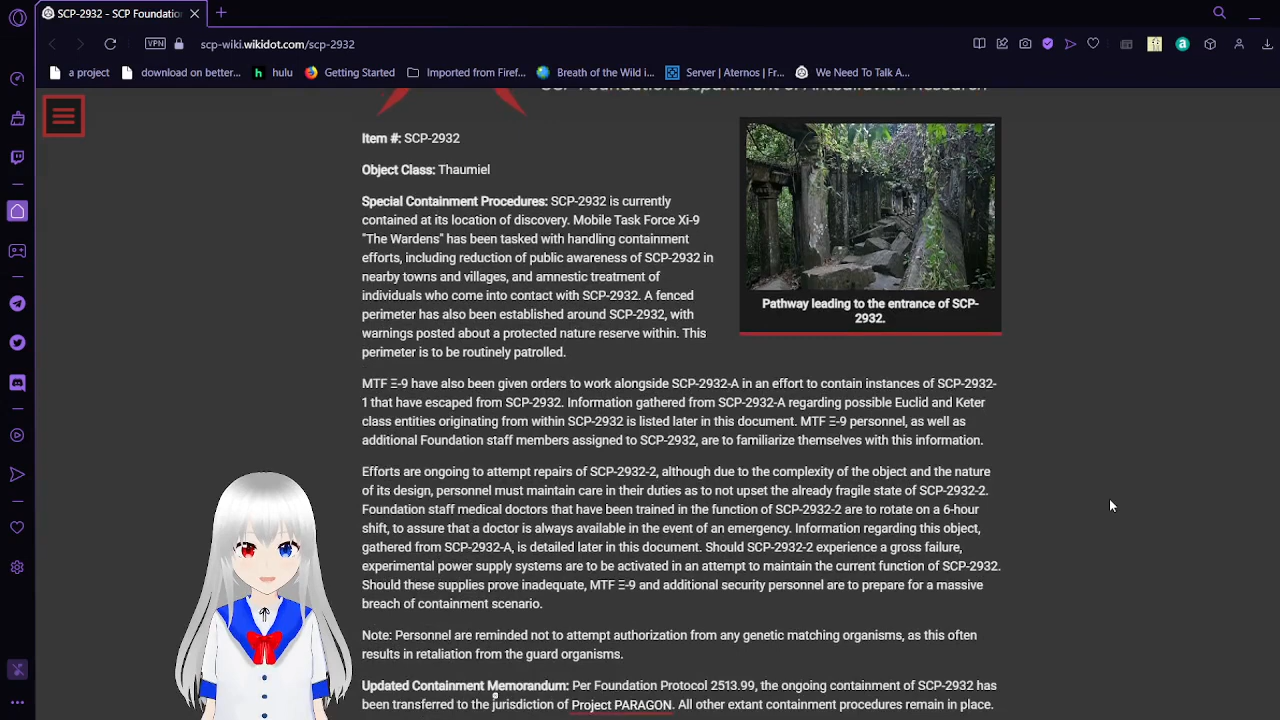 SCP-2932 - SCP Foundation
scp-wiki.wikidot.com/scp-2932
VPN
a project
download on better...
hulu
Getting Started
Imported from Firef...
Breath of the Wild i...
Server | Aternos | Fr...
We Need To Talk A...
SCP Foundation Department of Antediluvian Research
Item #: SCP-2932
Object Class: Thaumiel
Special Containment Procedures: SCP-2932 is currently
contained at its location of discovery. Mobile Task Force Xi-9
"The Wardens" has been tasked with handling containment
efforts, including reduction of public awareness of SCP-2932 in
nearby towns and villages, and amnestic treatment of
individuals who come into contact with SCP-2932. A fenced
perimeter has also been established around SCP-2932, with
warnings posted about a protected nature reserve within. This
perimeter is to be routinely patrolled.
Pathway leading to the entrance of SCP-
2932.
MTF Ξ-9 have also been given orders to work alongside SCP-2932-A in an effort to contain instances of SCP-2932-
1 that have escaped from SCP-2932. Information gathered from SCP-2932-A regarding possible Euclid and Keter
class entities originating from within SCP-2932 is listed later in this document. MTF Ξ-9 personnel, as well as
additional Foundation staff members assigned to SCP-2932, are to familiarize themselves with this information.
Efforts are ongoing to attempt repairs of SCP-2932-2, although due to the complexity of the object and the nature
of its design, personnel must maintain care in their duties as to not upset the already fragile state of SCP-2932-2.
Foundation staff medical doctors that have been trained in the function of SCP-2932-2 are to rotate on a 6-hour
shift, to assure that a doctor is always available in the event of an emergency. Information regarding this object,
gathered from SCP-2932-A, is detailed later in this document. Should SCP-2932-2 experience a gross failure,
experimental power supply systems are to be activated in an attempt to maintain the current function of SCP-2932.
Should these supplies prove inadequate, MTF Ξ-9 and additional security personnel are to prepare for a massive
breach of containment scenario.
Note: Personnel are reminded not to attempt authorization from any genetic matching organisms, as this often
results in retaliation from the guard organisms.
Updated Containment Memorandum: Per Foundation Protocol 2513.99, the ongoing containment of SCP-2932 has
been transferred to the jurisdiction of Project PARAGON. All other extant containment procedures remain in place.